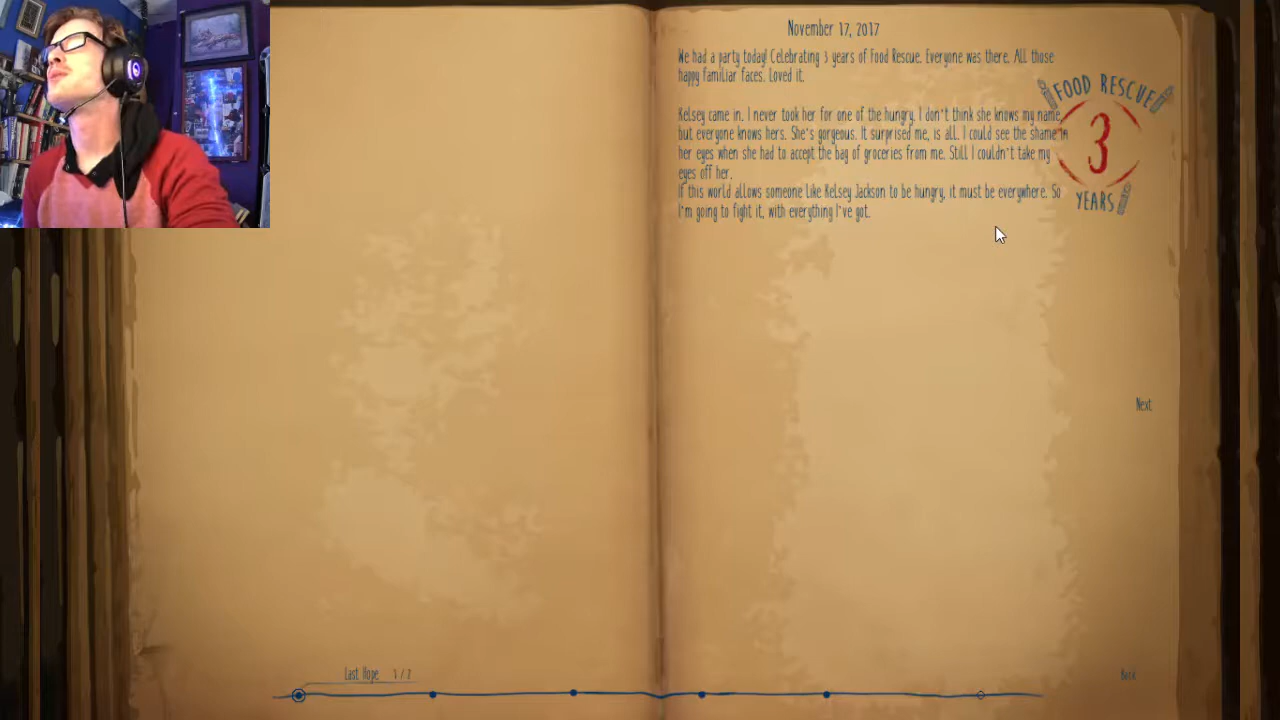 November 17, 2017
We had a party today! Celebrating 3 years of Food Rescue. Everyone was there. All those
happy familiar faces. Loved it.
Kelsey came in. I never took her for one of the hungry. I don't think she knows my name,
but everyone knows hers. She's gorgeous. It surprised me, is all. I could see the shame in
her eyes when she had to accept the bag of groceries from me. Still I couldn't take my
eyes off her.
If this world allows someone like Kelsey Jackson to be hungry, it must be everywhere. So
I'm going to fight it, with everything I've got.
FOOD RESCUE
3
YEARS
Next
Last Hope
Back